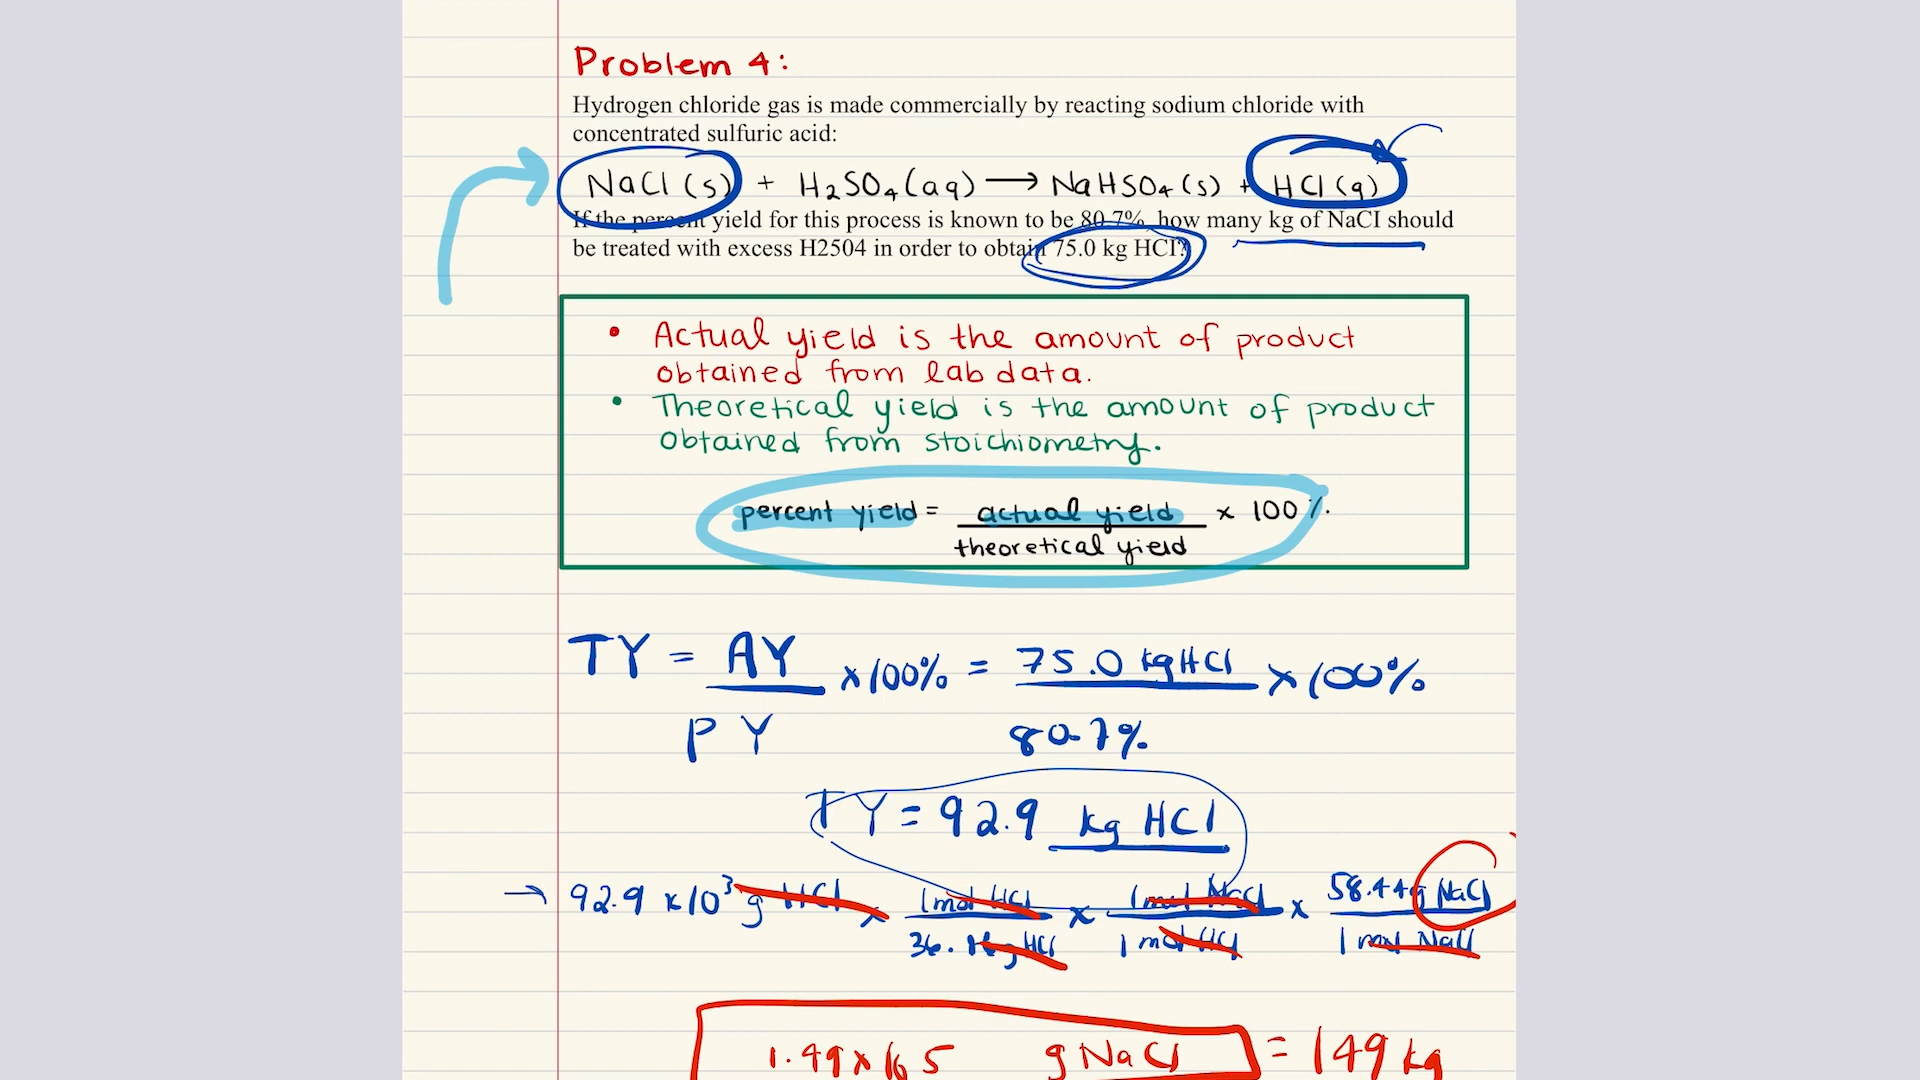 Problem 4:
Hydrogen chloride gas is made commercially by reacting sodium chloride with
concentrated sulfuric acid:
NaCl (s) + H₂SO₄ (aq) → NaHSO₄ (s) + HCl (g)
If the percent yield for this process is known to be 80.7%, how many kg of NaCI should
be treated with excess H2504 in order to obtain 75.0 kg HCI?
• Actual yield is the amount of product
obtained from lab data.
• Theoretical yield is the amount of product
obtained from stoichiometry.
percent yield = actual yield × 100%
theoretical yield
TY = AY ×100% = 75.0 kg HCl ×100%
PY 80.7%
TY = 92.9 kg HCl
→ 92.9 ×10³ g HCl × 1 mol HCl × 1 mol NaCl × 58.44g NaCl
36. g HCl 1 mol HCl 1 mol NaCl
1.49×10 5 g NaCl = 149 kg